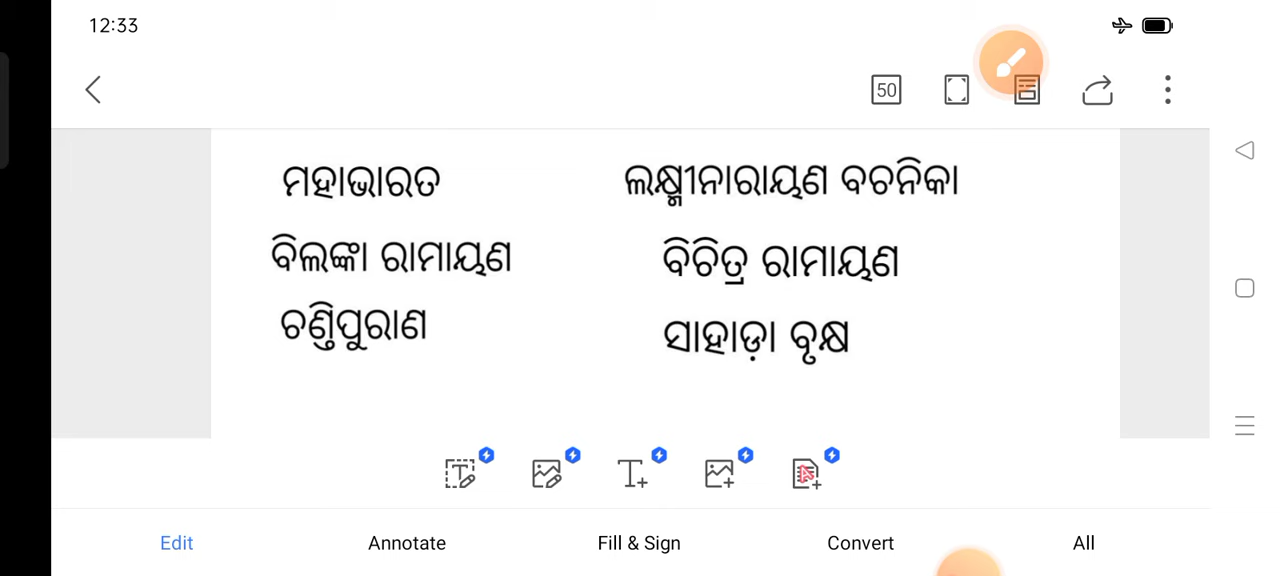 12:33
50
ମହାଭାରତ ଲକ୍ଷ୍ମୀନାରାୟଣ ବଚନିକା
ବିଲଙ୍କା ରାମାୟଣ ବିଚିତ୍ର ରାମାୟଣ
ଚଣ୍ଡିପୁରାଣ ସାହାଡ଼ା ବୃକ୍ଷ
Edit Annotate Fill & Sign Convert All